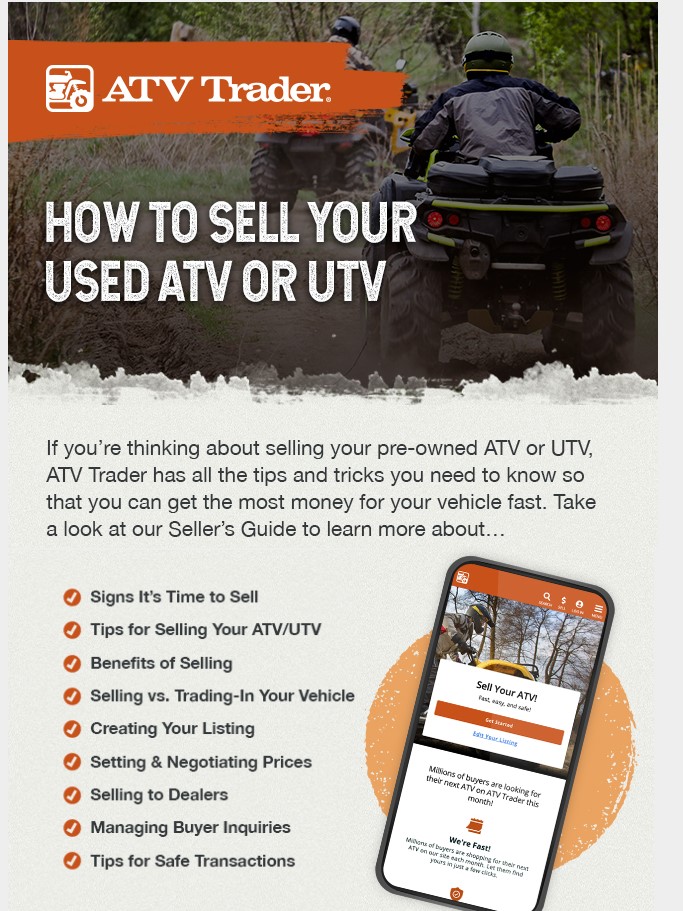 ATV Trader®
HOW TO SELL YOUR
USED ATV OR UTV
If you’re thinking about selling your pre-owned ATV or UTV,
ATV Trader has all the tips and tricks you need to know so
that you can get the most money for your vehicle fast. Take
a look at our Seller’s Guide to learn more about…
Signs It’s Time to Sell
Tips for Selling Your ATV/UTV
Benefits of Selling
Selling vs. Trading-In Your Vehicle
Creating Your Listing
Setting & Negotiating Prices
Selling to Dealers
Managing Buyer Inquiries
Tips for Safe Transactions
SEARCH SELL LOG IN MENU
Sell Your ATV!
Fast, easy, and safe!
Get Started
Edit Your Listing
Millions of buyers are looking for
their next ATV on ATV Trader this
month!
We're Fast!
Millions of buyers are shopping for their next
ATV on our site each month. Let them find
yours in just a few clicks.